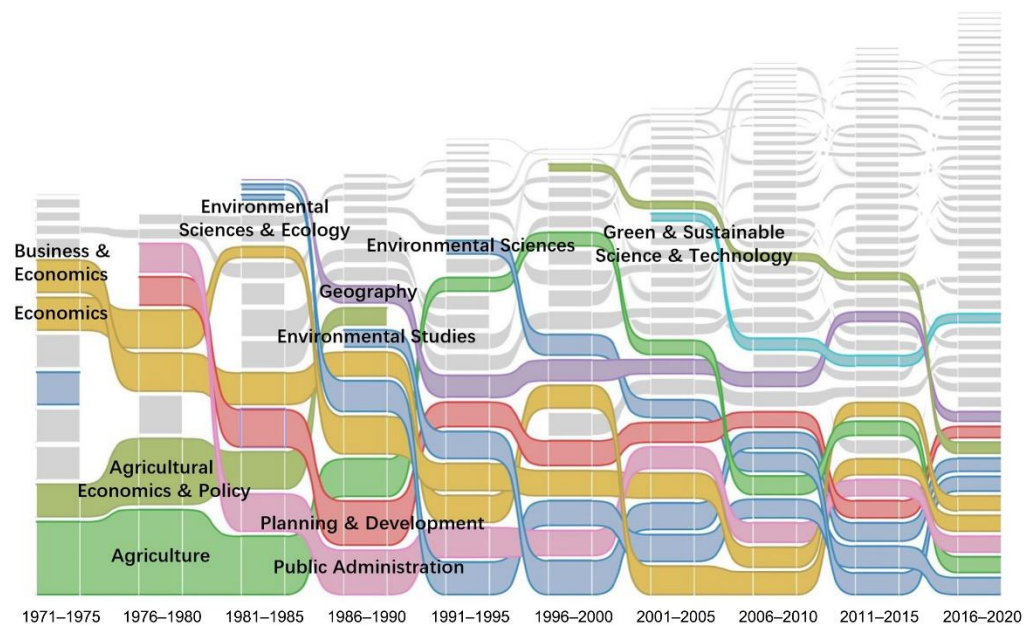 Environmental
Sciences & Ecology
Business &
Economics
Environmental Sciences
Green & Sustainable
Science & Technology
Geography
Economics
Environmental Studies
Agricultural
Economics & Policy
Planning & Development
Agriculture
Public Administration
1971–1975 1976–1980 1981–1985 1986–1990 1991–1995 1996–2000 2001–2005 2006–2010 2011–2015 2016–2020